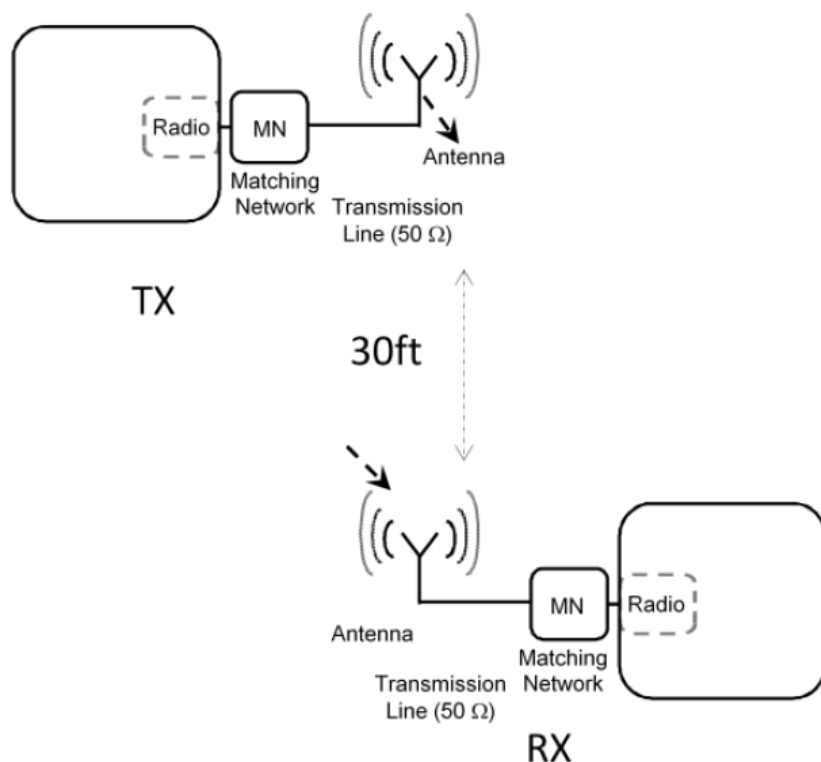 Radio
MN
Antenna
Matching
Network
Transmission
Line (50 Ω)
TX
30ft
MN
Radio
Antenna
Matching
Network
Transmission
Line (50 Ω)
RX